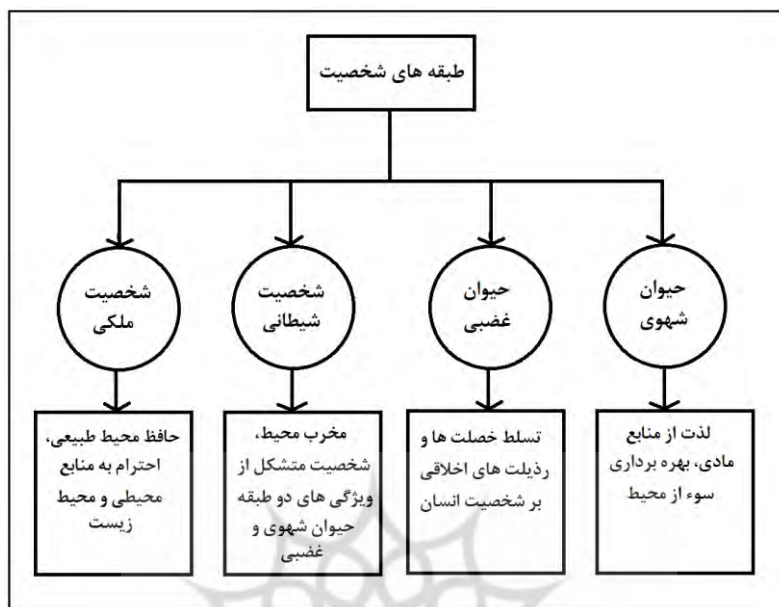 طبقه های شخصیت
حیوان
شهوی
حیوان
غضبی
شخصیت
شیطانی
شخصیت
ملکی
لذت از منابع
مادی، بهره برداری
سوء از محیط
تسلط خصلت ها و
رذیلت های اخلاقی
بر شخصیت انسان
مخرب محیط،
شخصیت متشکل از
ویژگی های دو طبقه
حیوان شهوی و
غضبی
حافظ محیط طبیعی،
احترام به منابع
محیطی و محیط
زیست